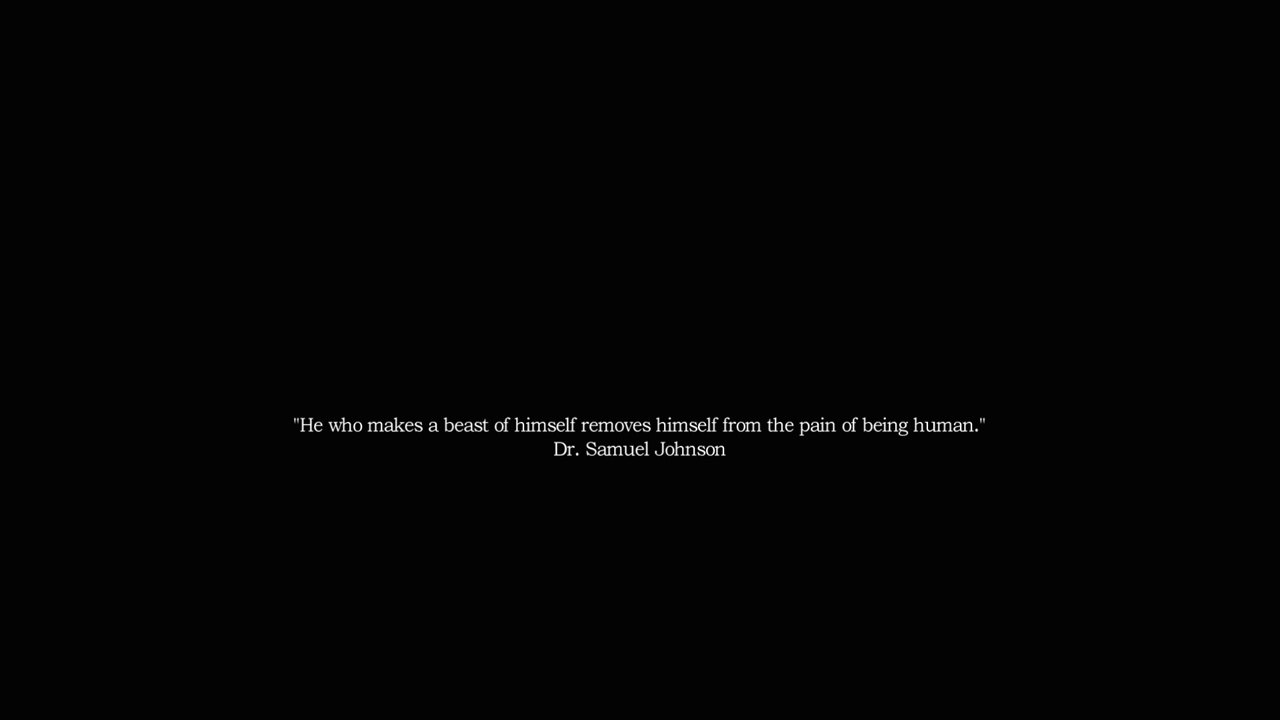 "He who makes a beast of himself removes himself from the pain of being human."
Dr. Samuel Johnson